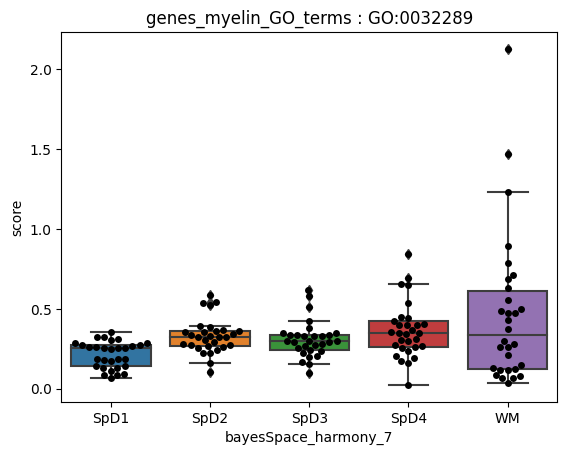 genes_myelin_GO_terms : GO:0032289
2.0
1.5
1.0
0.5
0.0
score
SpD1 SpD2 SpD3 SpD4 WM
bayesSpace_harmony_7